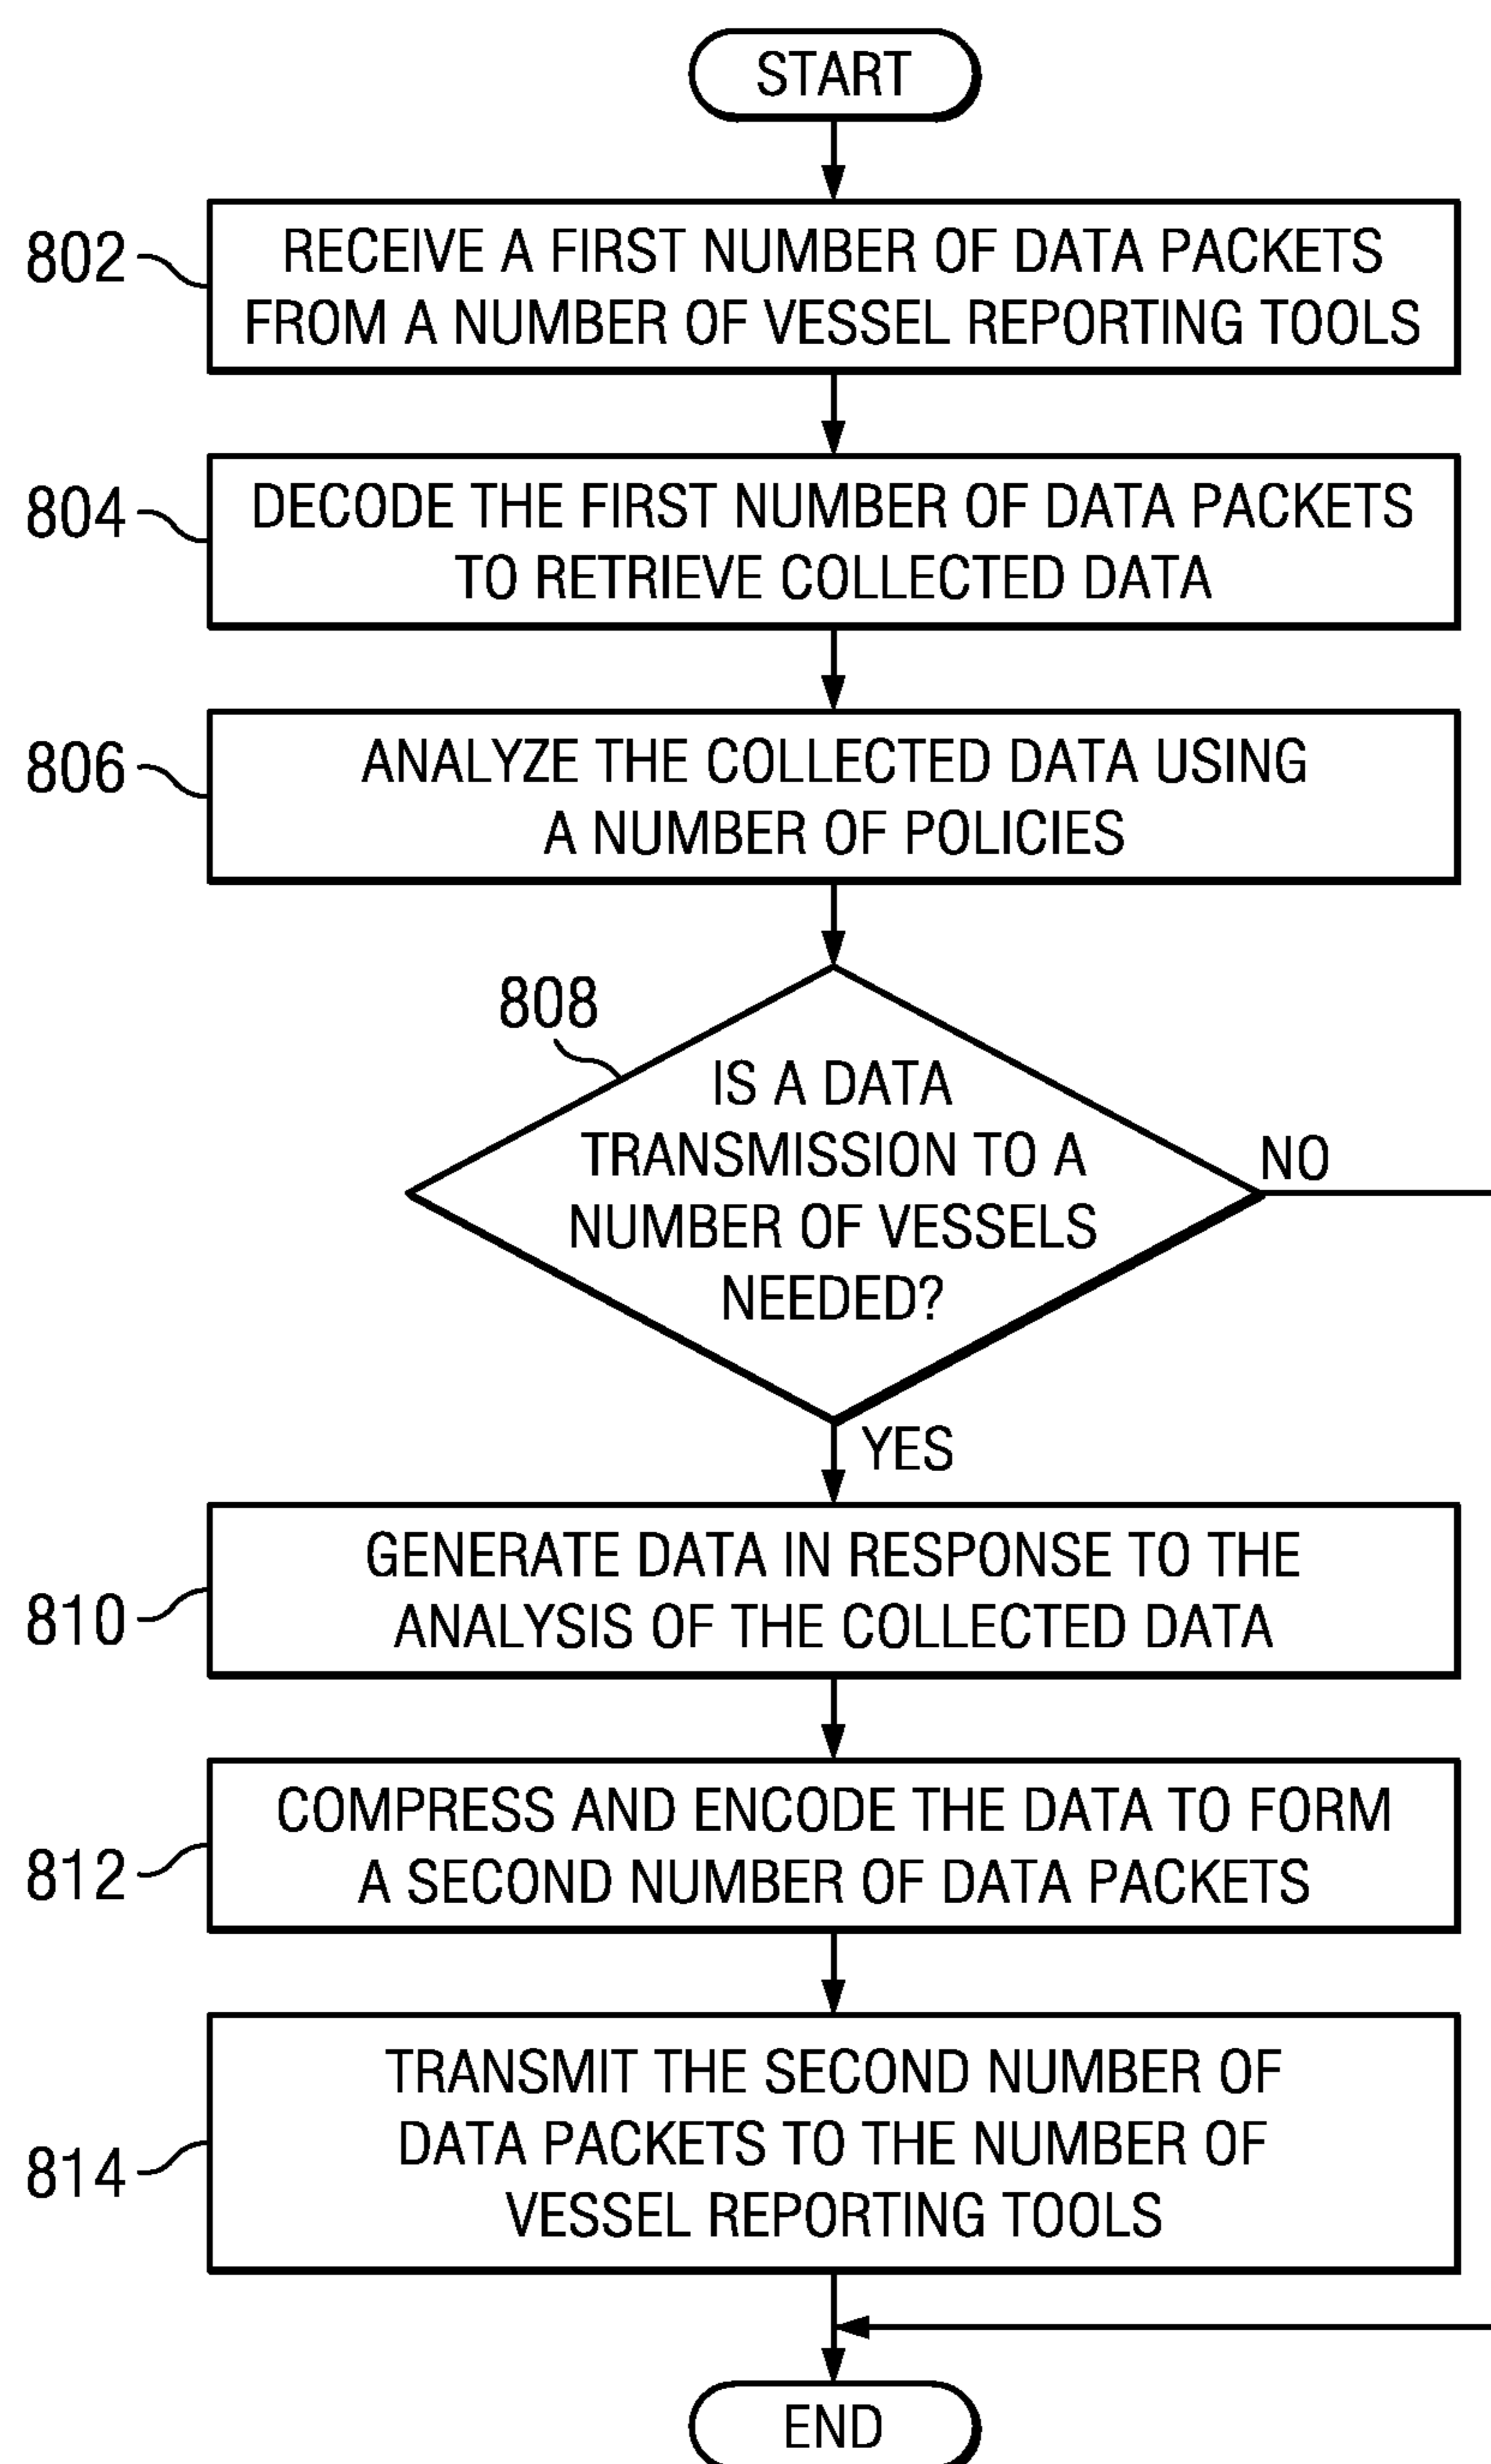 START
802
RECEIVE A FIRST NUMBER OF DATA PACKETS
FROM A NUMBER OF VESSEL REPORTING TOOLS
804
DECODE THE FIRST NUMBER OF DATA PACKETS
TO RETRIEVE COLLECTED DATA
806
ANALYZE THE COLLECTED DATA USING
A NUMBER OF POLICIES
808
IS A DATA
TRANSMISSION TO A
NUMBER OF VESSELS
NEEDED?
NO
YES
810
GENERATE DATA IN RESPONSE TO THE
ANALYSIS OF THE COLLECTED DATA
812
COMPRESS AND ENCODE THE DATA TO FORM
A SECOND NUMBER OF DATA PACKETS
814
TRANSMIT THE SECOND NUMBER OF
DATA PACKETS TO THE NUMBER OF
VESSEL REPORTING TOOLS
END